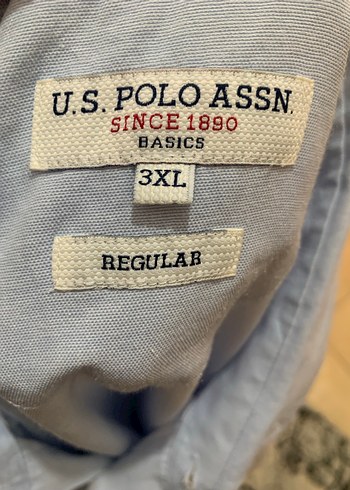 U.S. POLO ASSN.
SINCE 1890
BASICS
3XL
REGULAR